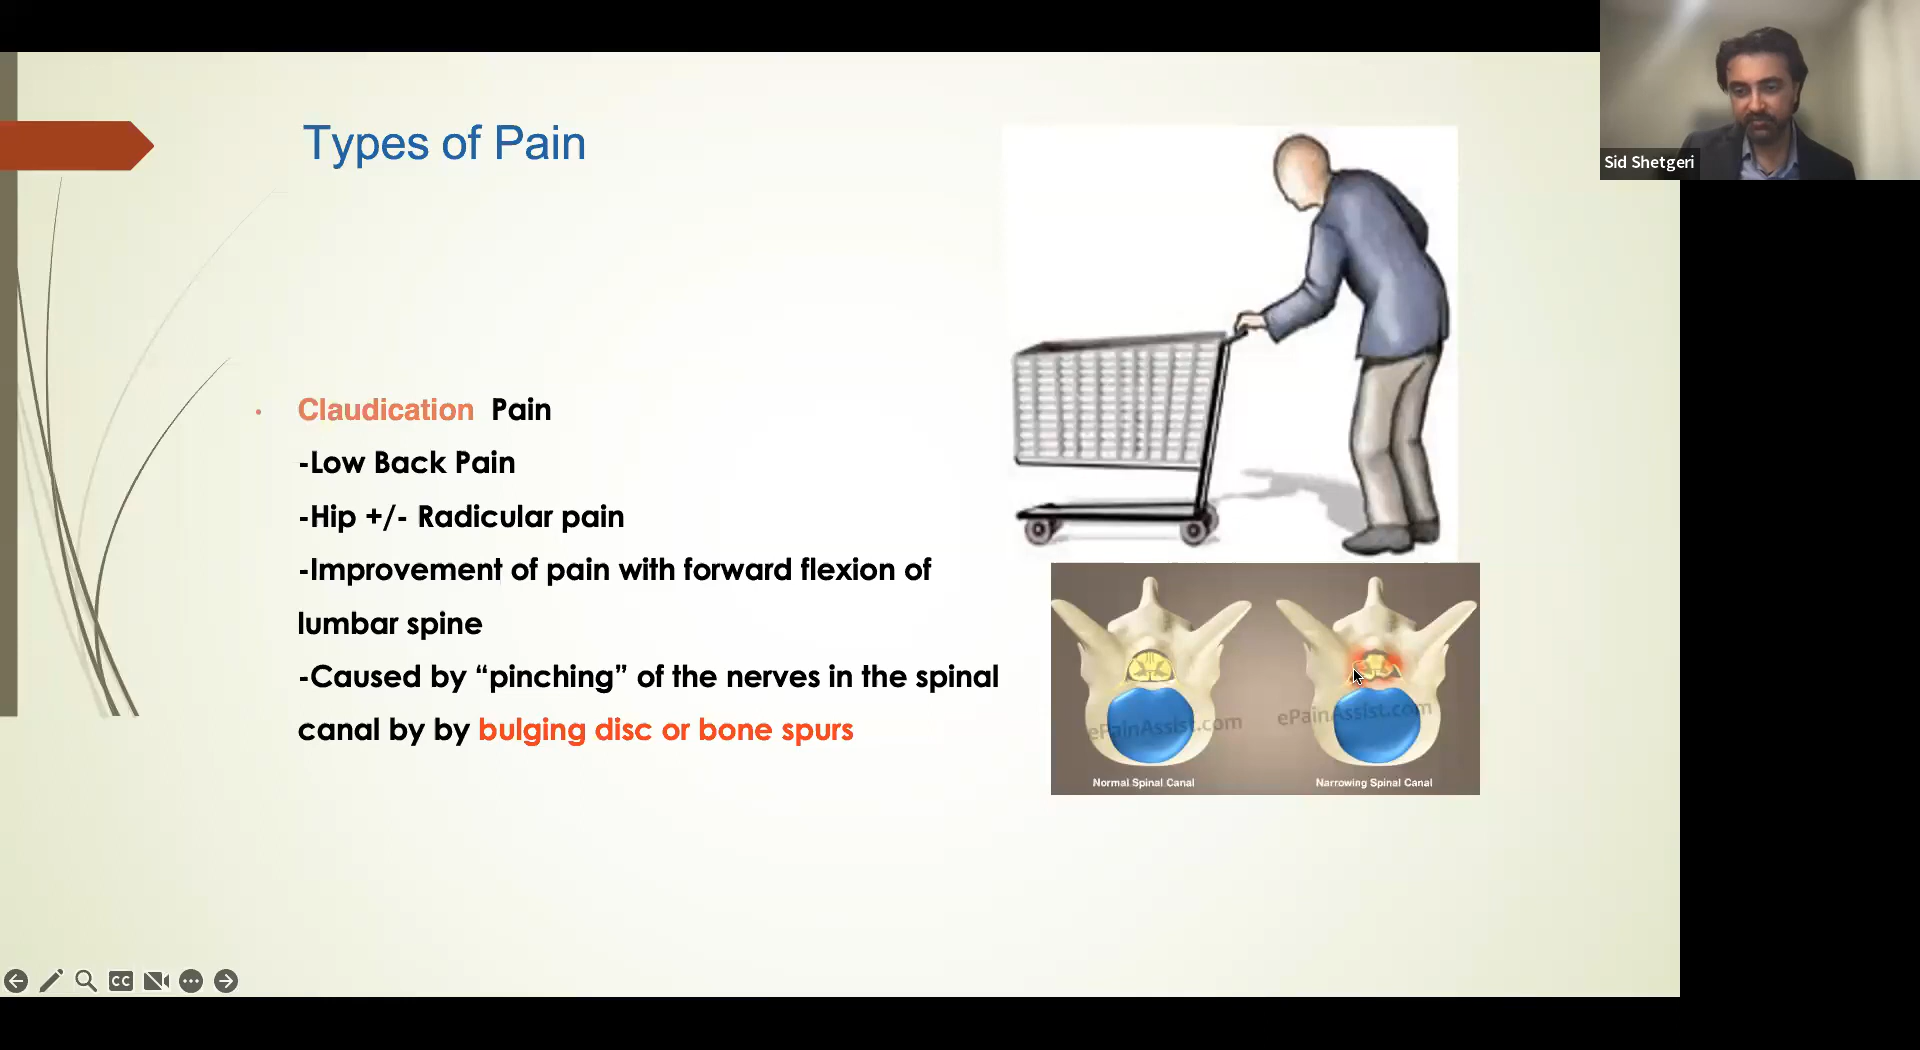 Types of Pain
Sid Shetgeri
Claudication Pain
-Low Back Pain
-Hip +/- Radicular pain
-Improvement of pain with forward flexion of
lumbar spine
-Caused by “pinching” of the nerves in the spinal
canal by by bulging disc or bone spurs
ePainAssist.com
ePainAssist.com
Normal Spinal Canal
Narrowing Spinal Canal
CC